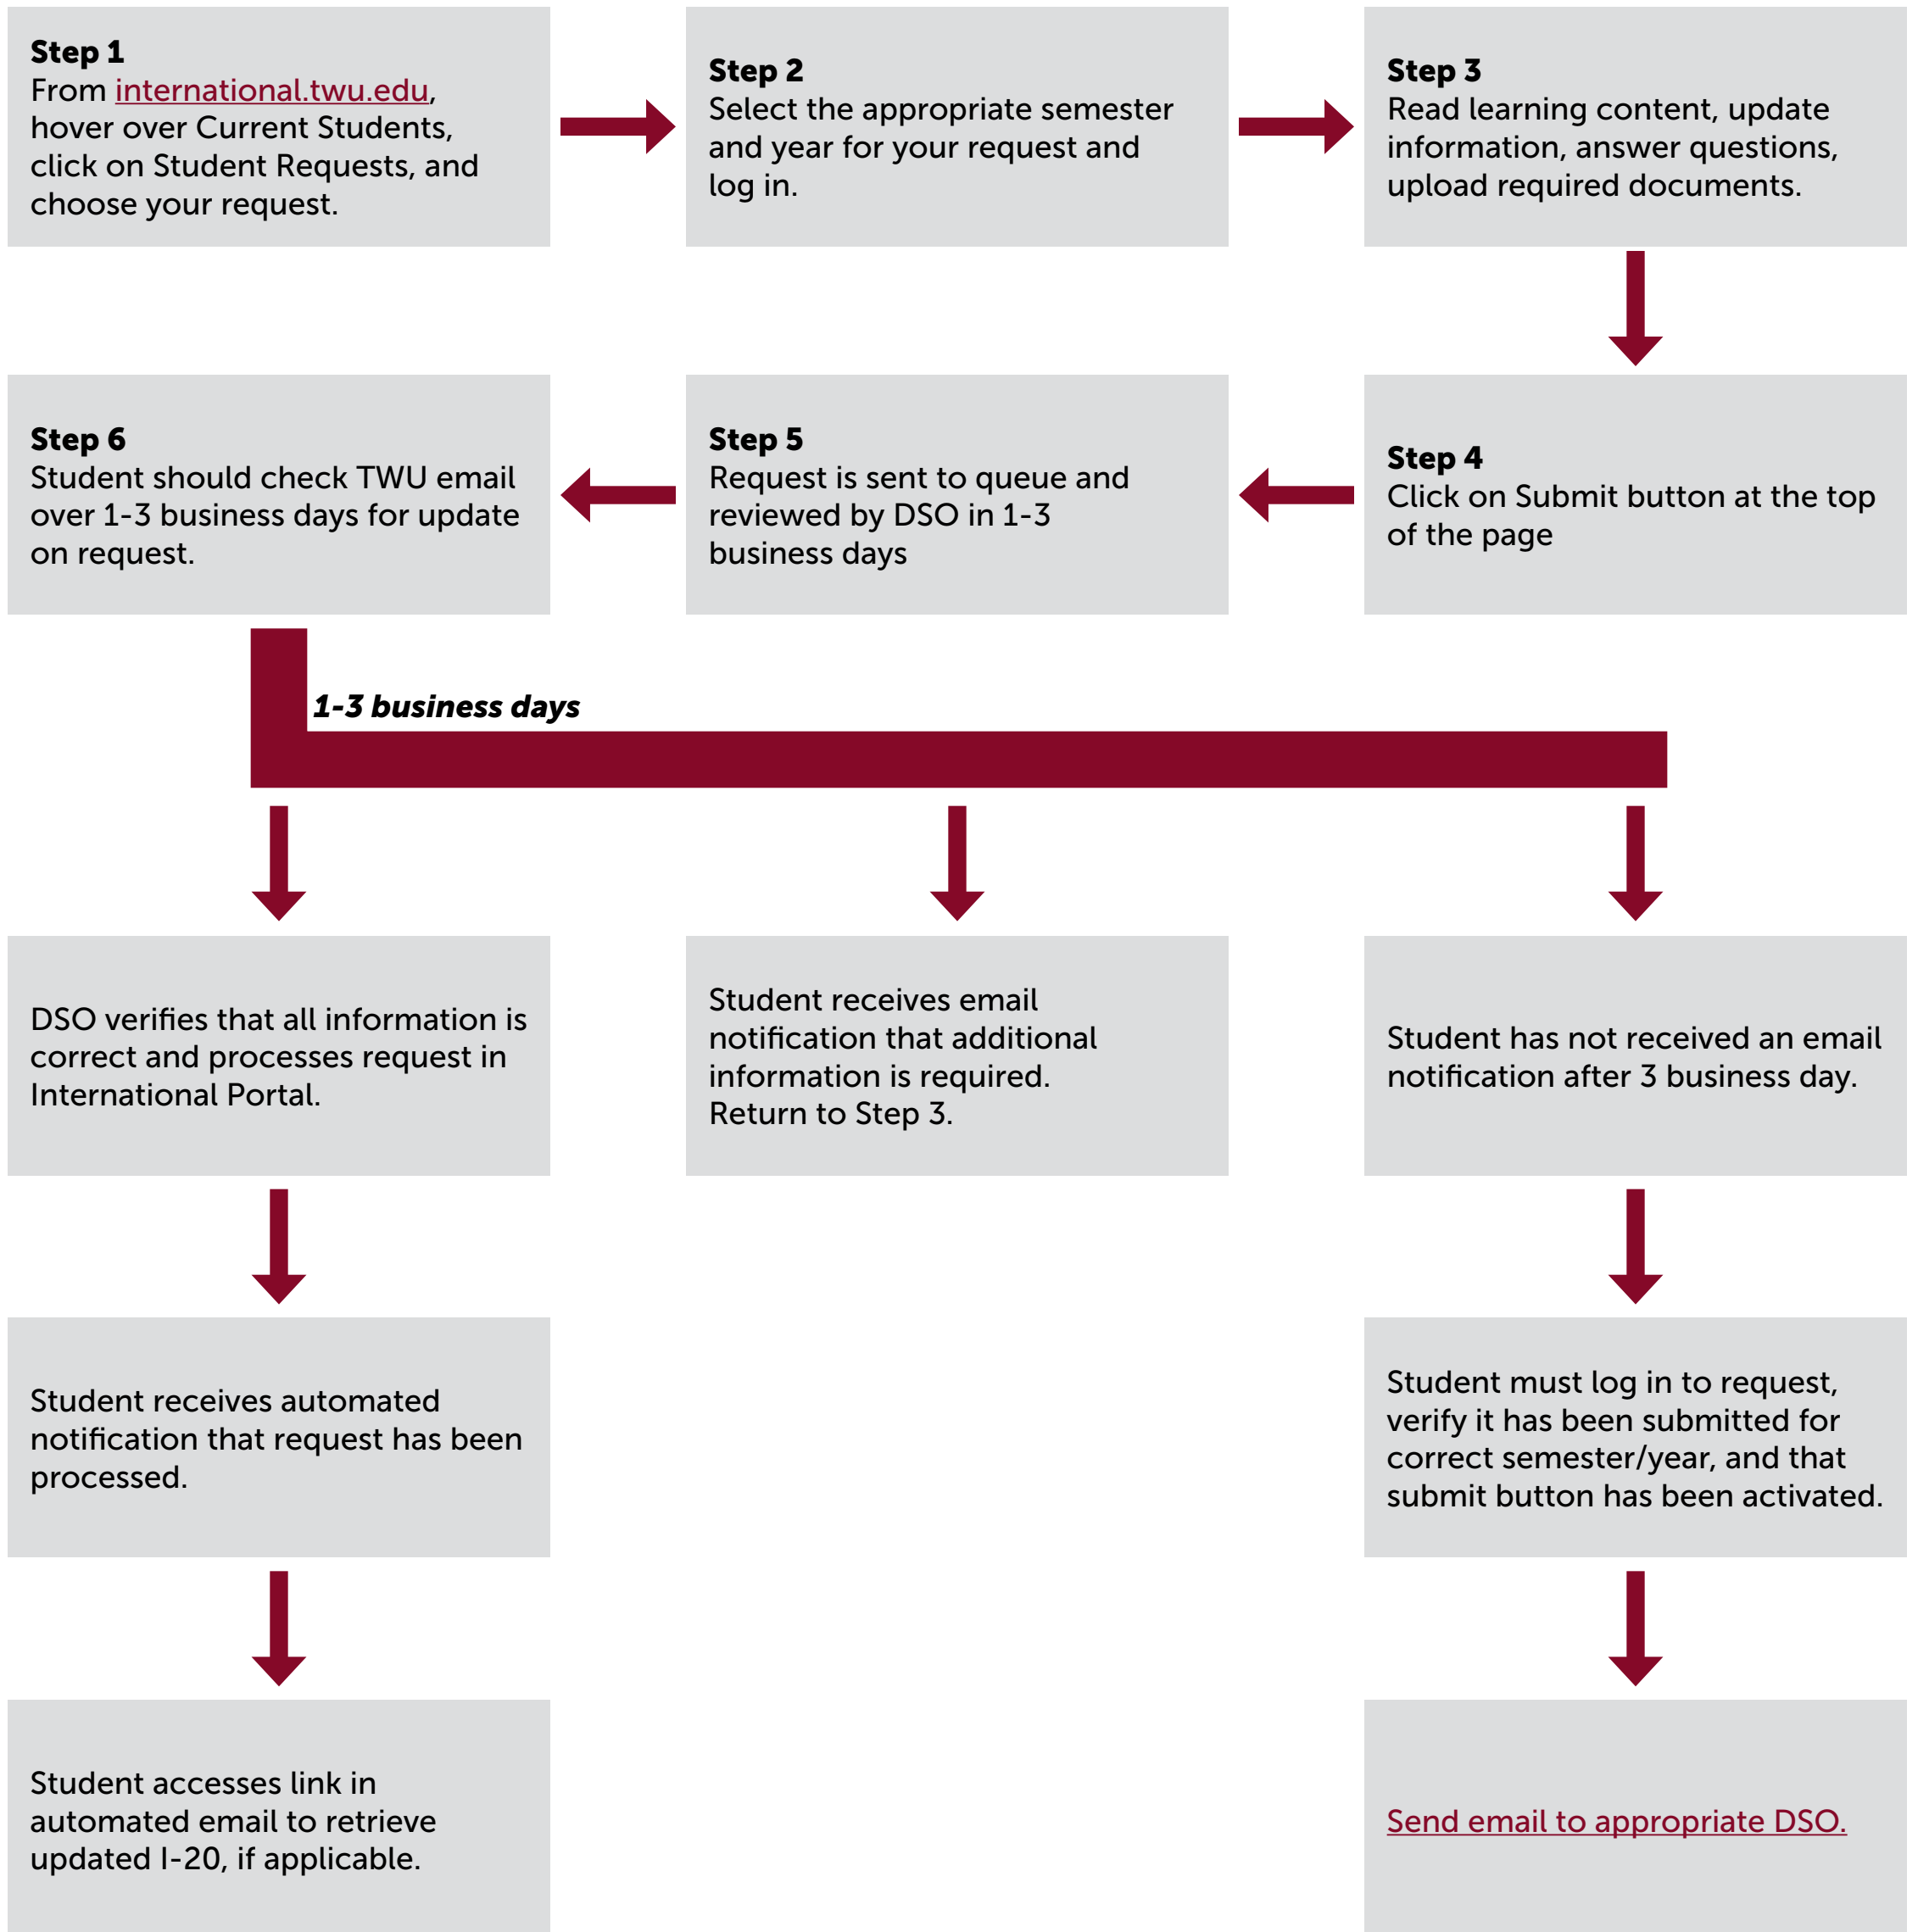 Step 1
From international.twu.edu,
hover over Current Students,
click on Student Requests, and
choose your request.
Step 2
Select the appropriate semester
and year for your request and
log in.
Step 3
Read learning content, update
information, answer questions,
upload required documents.
Step 4
Click on Submit button at the top
of the page
Step 5
Request is sent to queue and
reviewed by DSO in 1-3
business days
Step 6
Student should check TWU email
over 1-3 business days for update
on request.
1-3 business days
DSO verifies that all information is
correct and processes request in
International Portal.
Student receives automated
notification that request has been
processed.
Student accesses link in
automated email to retrieve
updated I-20, if applicable.
Student receives email
notification that additional
information is required.
Return to Step 3.
Student has not received an email
notification after 3 business day.
Student must log in to request,
verify it has been submitted for
correct semester/year, and that
submit button has been activated.
Send email to appropriate DSO.